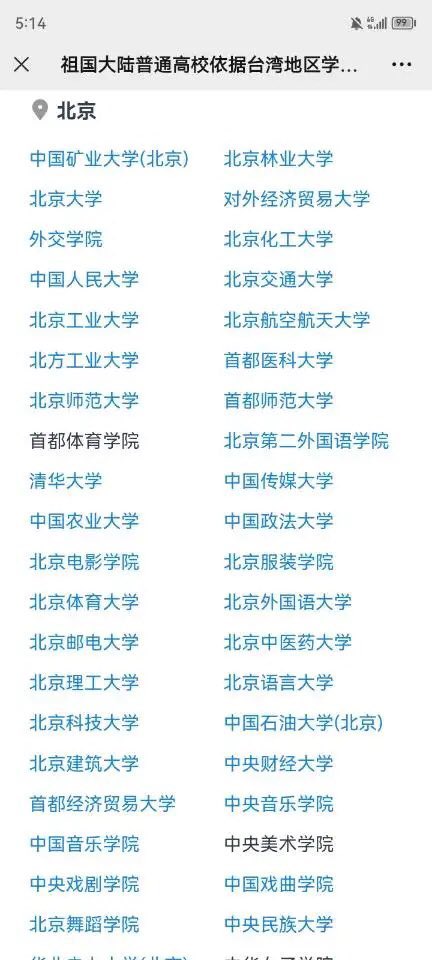 5:14
99
祖国大陆普通高校依据台湾地区学...
北京
中国矿业大学(北京) 北京林业大学
北京大学 对外经济贸易大学
外交学院 北京化工大学
中国人民大学 北京交通大学
北京工业大学 北京航空航天大学
北方工业大学 首都医科大学
北京师范大学 首都师范大学
首都体育学院 北京第二外国语学院
清华大学 中国传媒大学
中国农业大学 中国政法大学
北京电影学院 北京服装学院
北京体育大学 北京外国语大学
北京邮电大学 北京中医药大学
北京理工大学 北京语言大学
北京科技大学 中国石油大学(北京)
北京建筑大学 中央财经大学
首都经济贸易大学 中央音乐学院
中国音乐学院 中央美术学院
中央戏剧学院 中国戏曲学院
北京舞蹈学院 中央民族大学